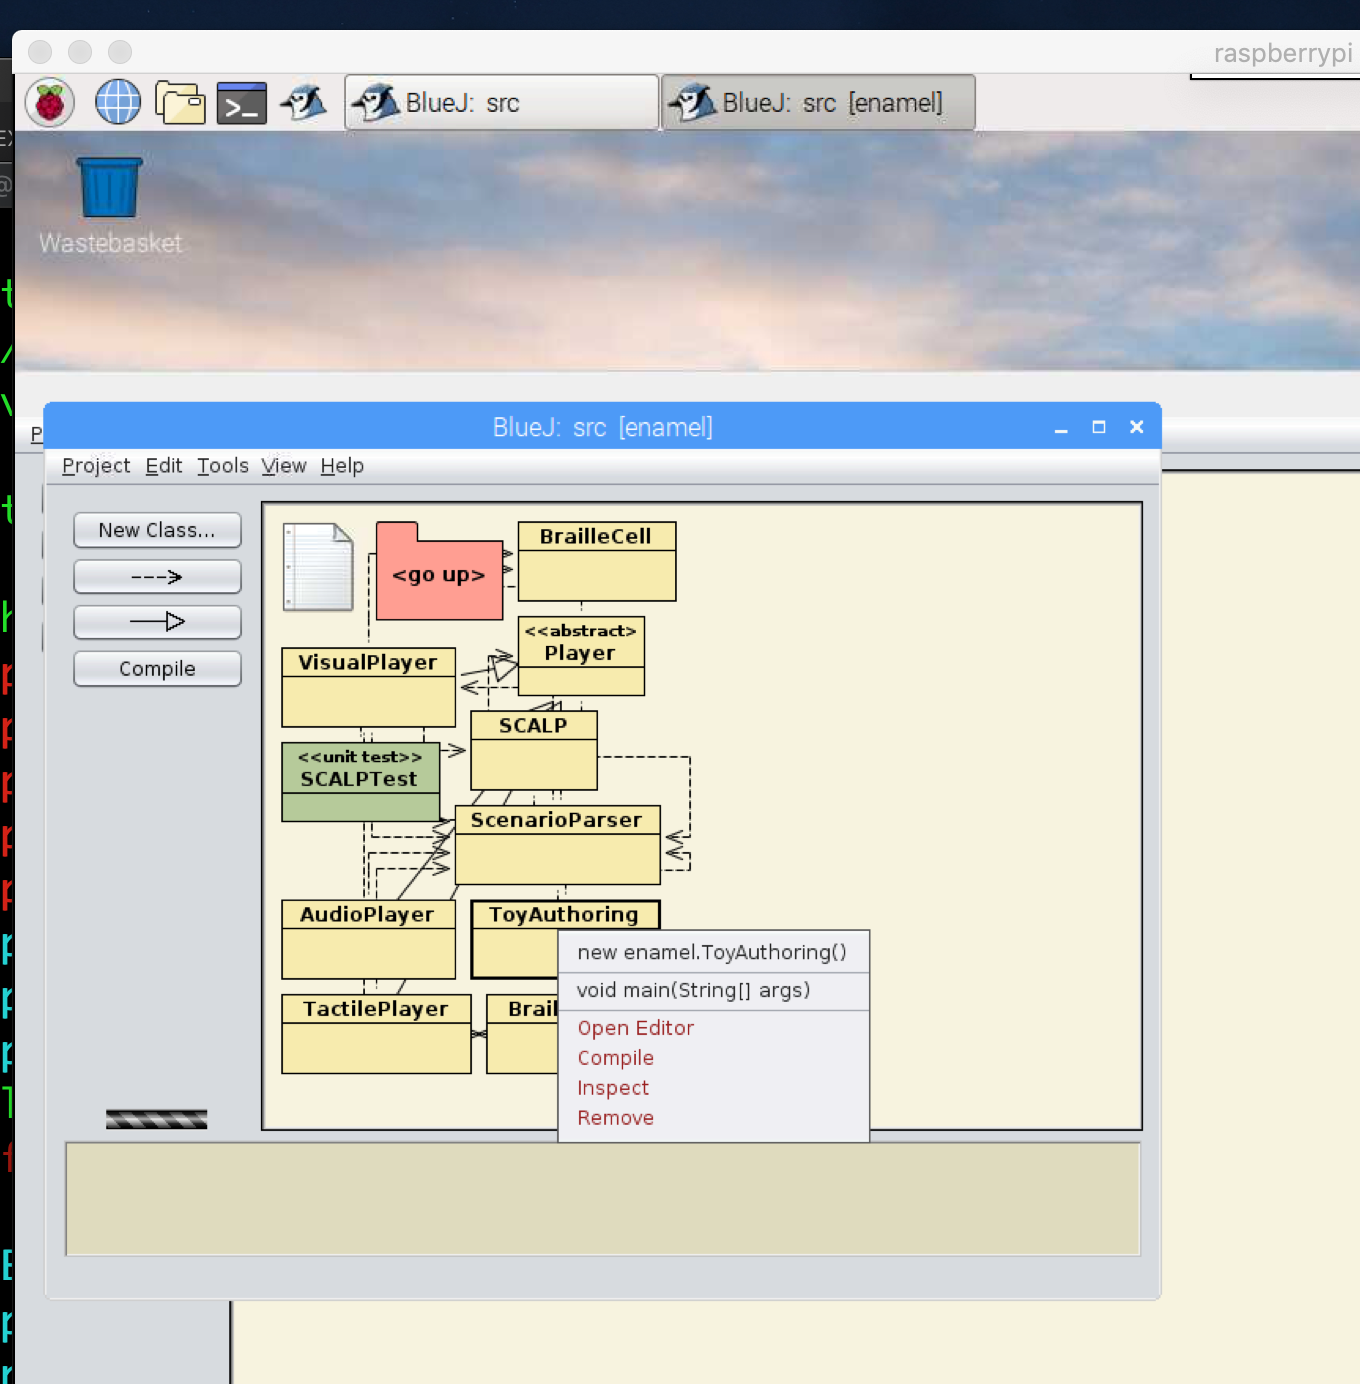 raspberrypi
BlueJ: src
BlueJ: src [enamel]
Wastebasket
BlueJ: src [enamel]
Project Edit Tools View Help
New Class...
Compile
<go up>
BrailleCell
<<abstract>
Player
VisualPlayer
SCALP
<<unit test>>
SCALPTest
ScenarioParser
AudioPlayer
ToyAuthoring
TactilePlayer
Brail
new enamel.ToyAuthoring()
void main(String[] args)
Open Editor
Compile
Inspect
Remove